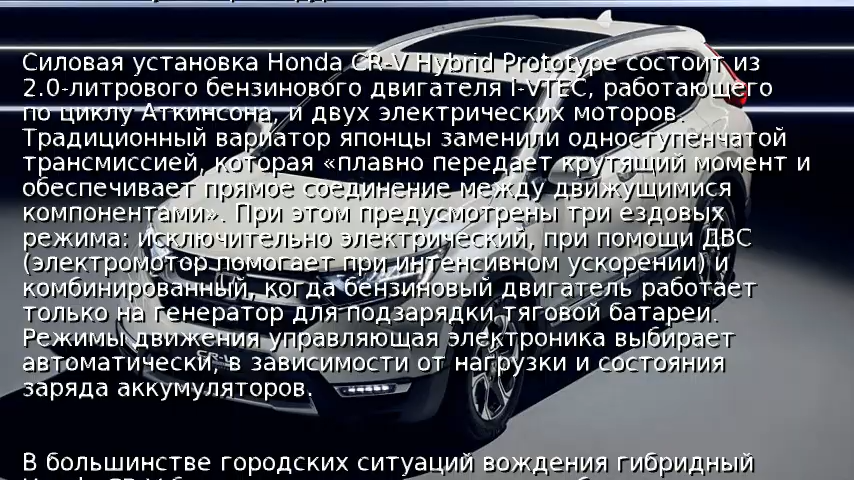 Силовая установка Honda CR-V Hybrid Prototype состоит из
2.0-литрового бензинового двигателя I-VTEC, работающего
по циклу Аткинсона, и двух электрических моторов.
Традиционный вариатор японцы заменили одноступенчатой
трансмиссией, которая «плавно передает крутящий момент и
обеспечивает прямое соединение между движущимися
компонентами». При этом предусмотрены три ездовых
режима: исключительно электрический, при помощи ДВС
(электромотор помогает при интенсивном ускорении) и
комбинированный, когда бензиновый двигатель работает
только на генератор для подзарядки тяговой батареи.
Режимы движения управляющая электроника выбирает
автоматически, в зависимости от нагрузки и состояния
заряда аккумуляторов.
В большинстве городских ситуаций вождения гибридный